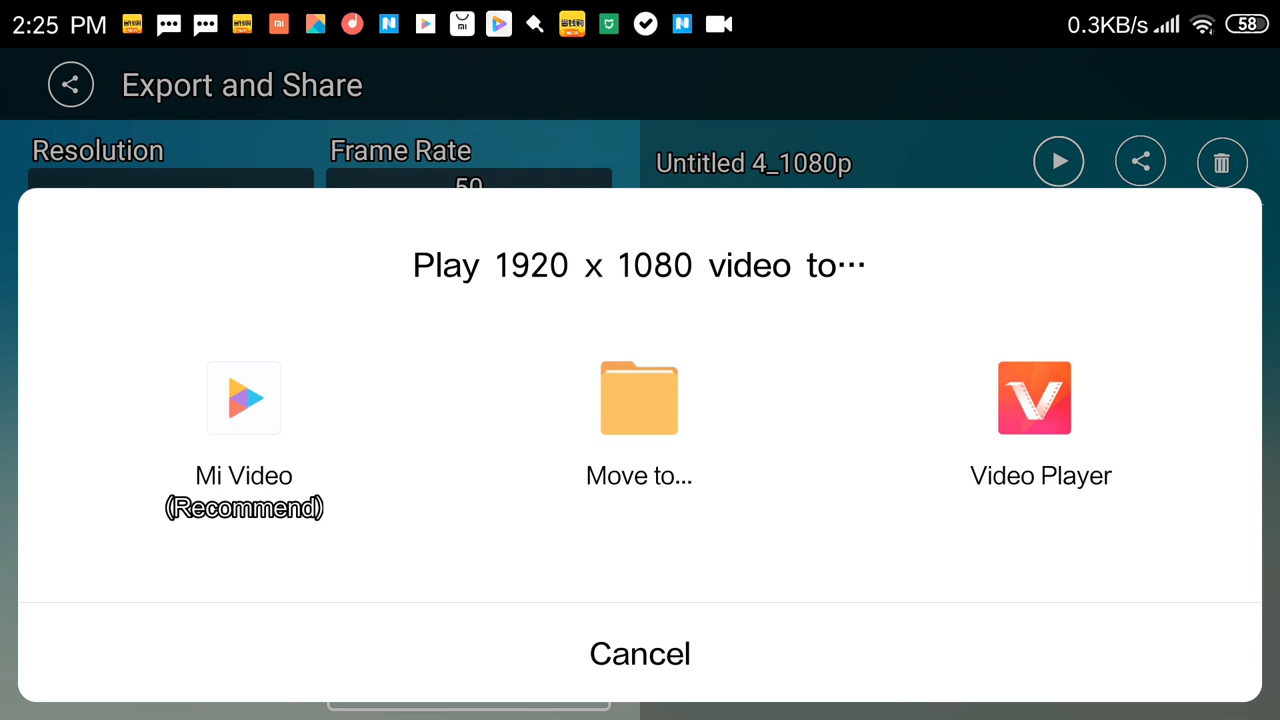 2:25 PM
0.3KB/s
58
Export and Share
Resolution
Frame Rate
50
Untitled 4_1080p
Play 1920 x 1080 video to…
Mi Video
(Recommend)
Move to...
Video Player
Cancel